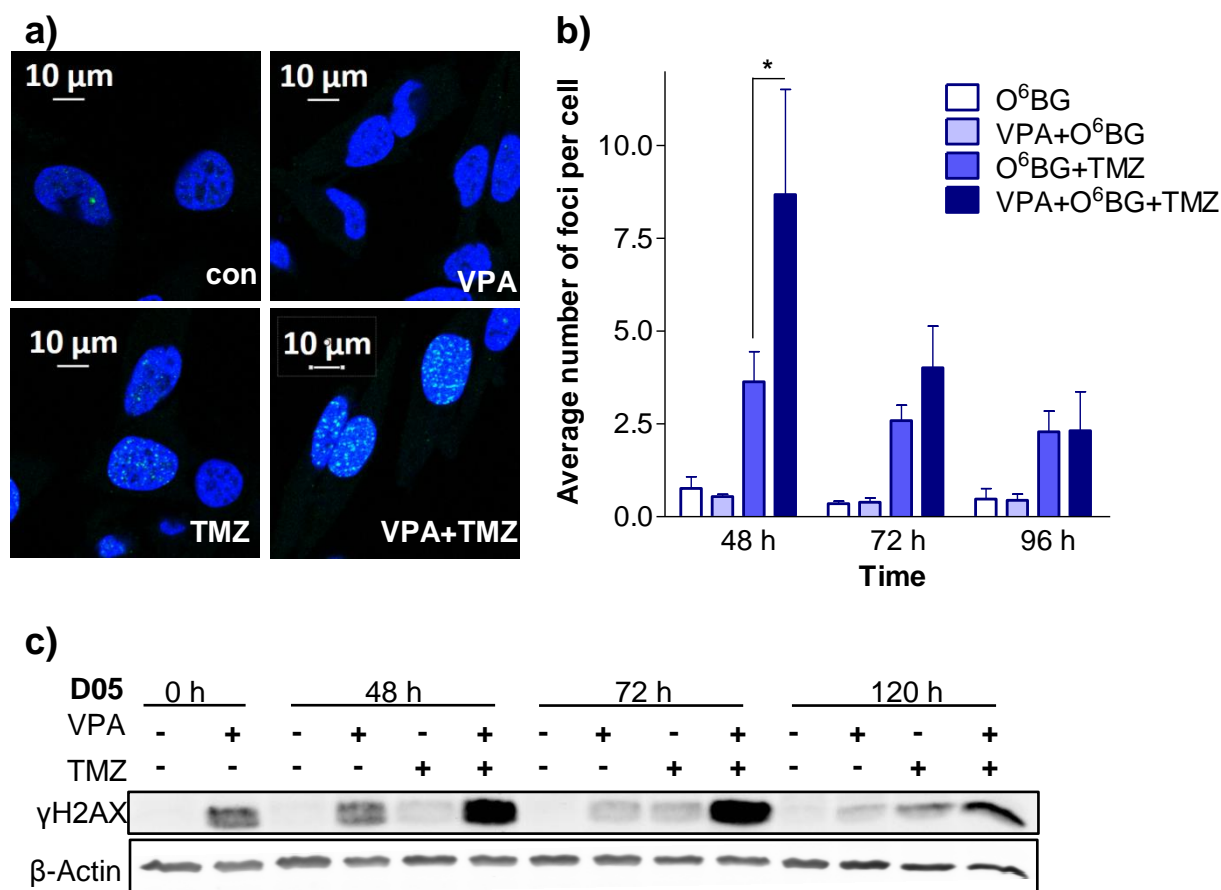 a)
10 µm
con
10 µm
VPA
10 µm
TMZ
10 µm
VPA+TMZ
b)
Average number of foci per cell
10.0
7.5
5.0
2.5
0.0
*
O⁶BG
VPA+O⁶BG
O⁶BG+TMZ
VPA+O⁶BG+TMZ
48 h 72 h 96 h
Time
c)
D05 0 h 48 h 72 h 120 h
VPA - + - + - + - + - + - + - +
TMZ - - - - + + - - + + - - + +
γH2AX
β-Actin